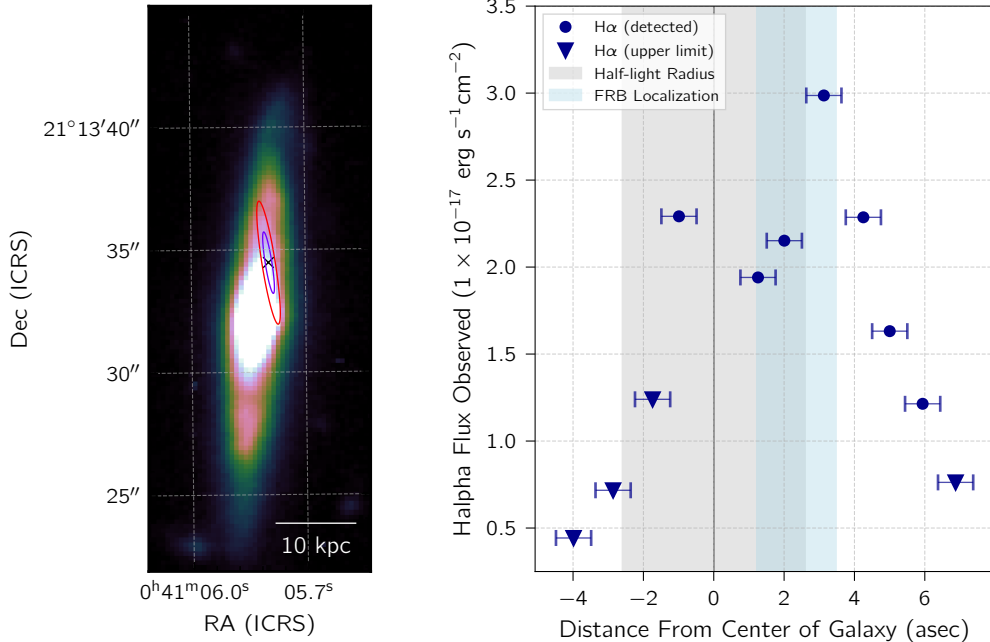 21°13′40″
35″
30″
25″
Dec (ICRS)
10 kpc
0ʰ41ᵐ06.0ˢ
05.7ˢ
RA (ICRS)
3.5
3.0
2.5
2.0
1.5
1.0
0.5
Halpha Flux Observed (1 × 10⁻¹⁷ erg s⁻¹cm⁻²)
Hα (detected)
Hα (upper limit)
Half-light Radius
FRB Localization
−4 −2 0 2 4 6
Distance From Center of Galaxy (asec)